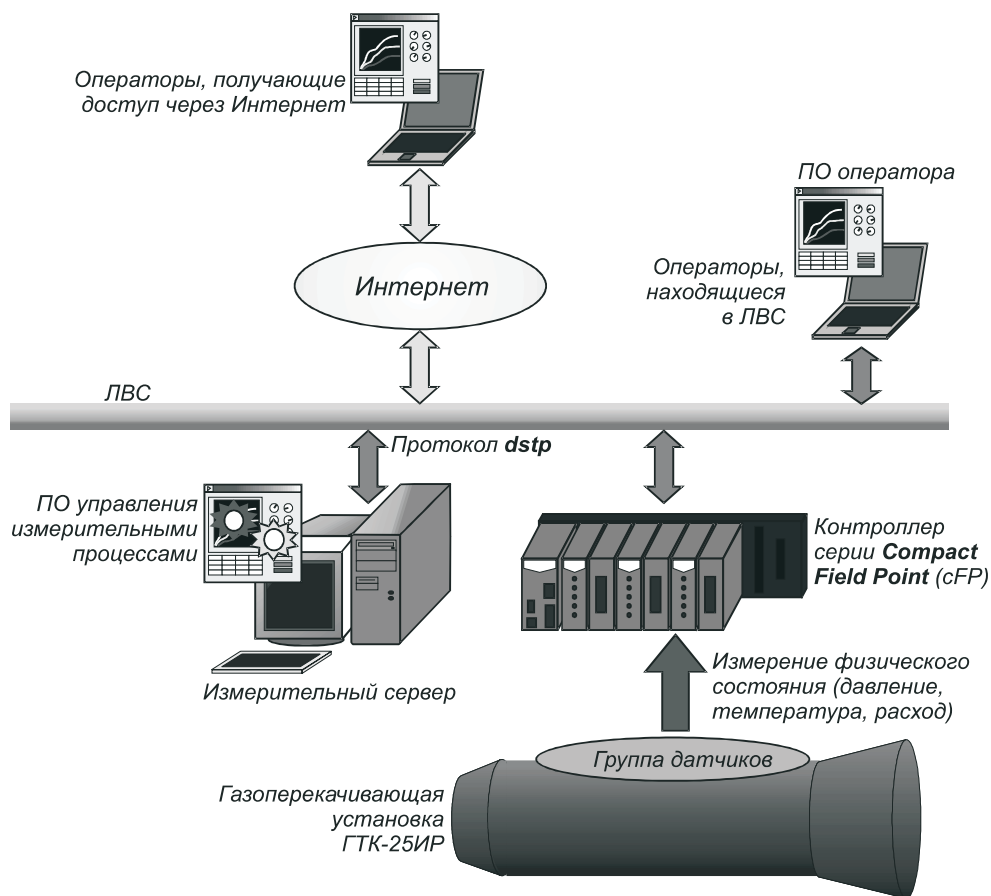 Операторы, получающие
доступ через Интернет
ПО оператора
Операторы,
находящиеся
в ЛВС
Интернет
ЛВС
Протокол dstp
ПО управления
измерительными
процессами
Контроллер
серии Compact
Field Point (cFP)
Измерительный сервер
Измерение физического
состояния (давление,
температура, расход)
Группа датчиков
Газоперекачивающая
установка
ГТК-25ИР